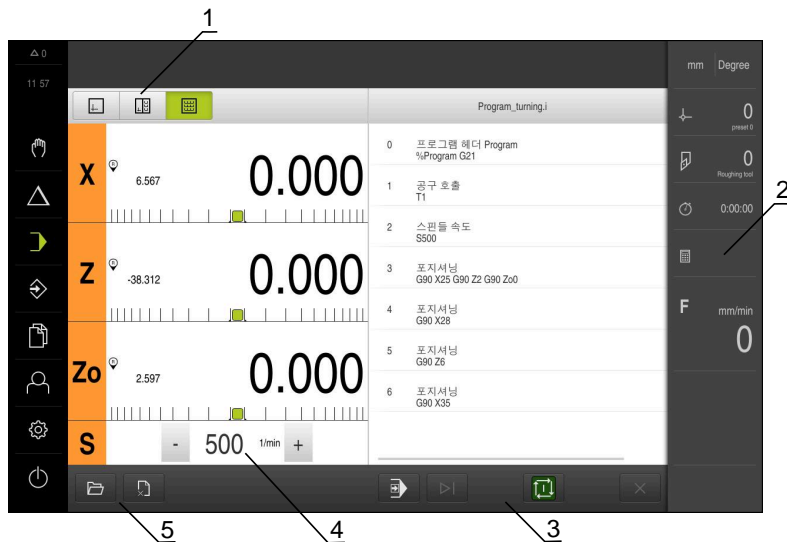 1
△ 0
11 57
mm Degree
Program_turning.i
0
preset 0
0
Roughing tool
2
0:00:00
F mm/min
0
X R 6.567 0.000
Z R -38.312 0.000
Zo R 2.597 0.000
S - 500 1/min +
0 프로그램 헤더 Program
%Program G21
1 공구 호출
T1
2 스핀들 속도
S500
3 포지셔닝
G90 X25 G90 Z2 G90 Zo0
4 포지셔닝
G90 X28
5 포지셔닝
G90 Z6
6 포지셔닝
G90 X35
5
4
3